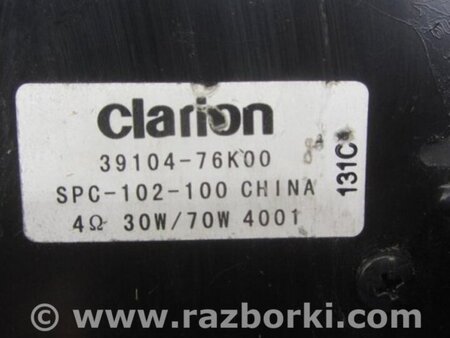 clarion
39104-76K00
SPC-102-100 CHINA
4Ω 30W/70W 4001
131C
© www.razborki.com